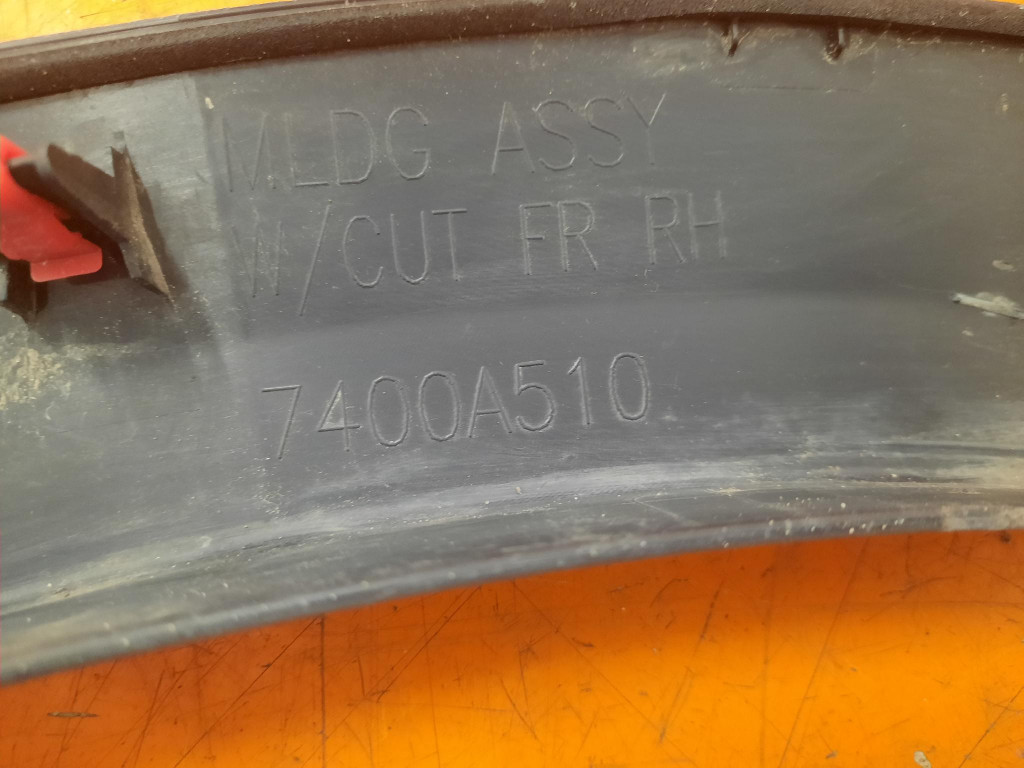 MLDG ASSY
W/CUT FR RH
7400A510